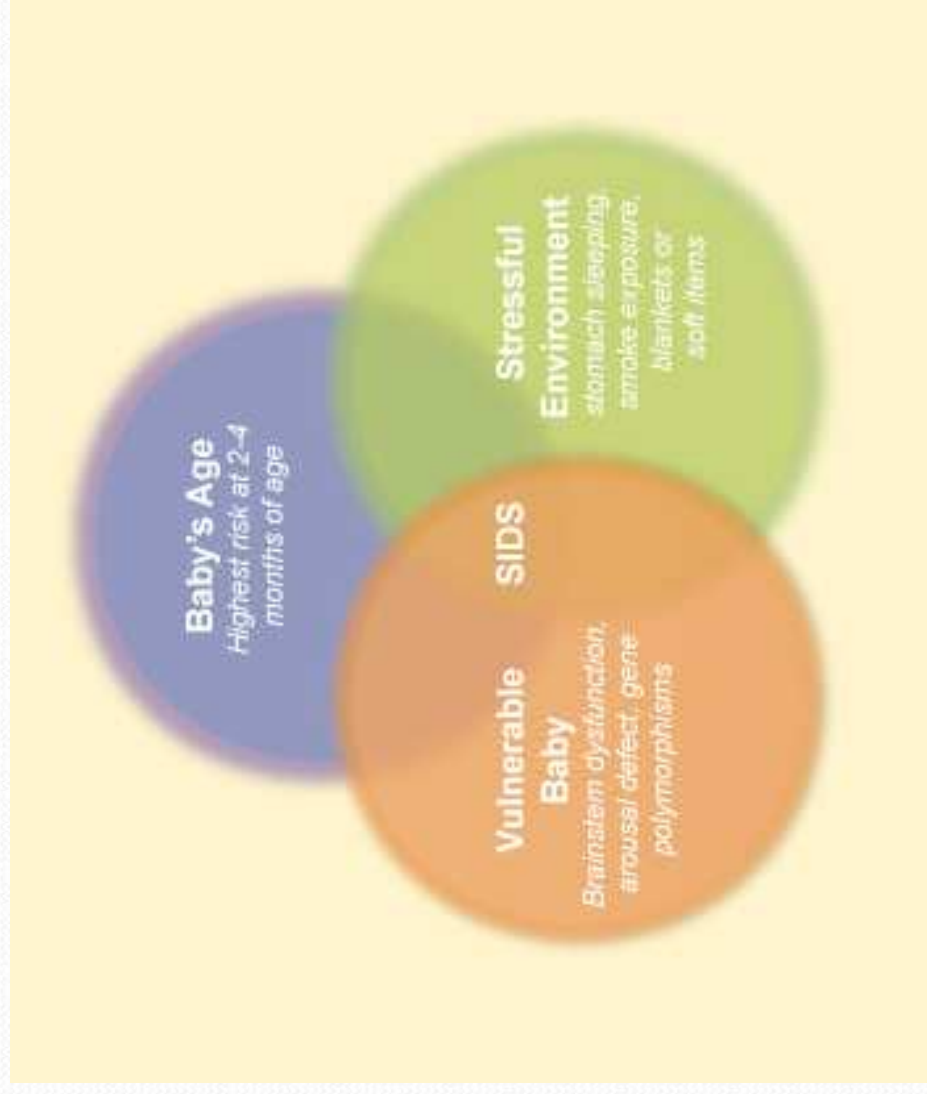 Baby's Age
Highest risk at 2-4
months of age
Vulnerable
Baby
Brainstem dysfunction,
arousal defect, gene
polymorphisms
SIDS
Stressful
Environment
stomach sleeping,
smoke exposure,
blankets or
soft items